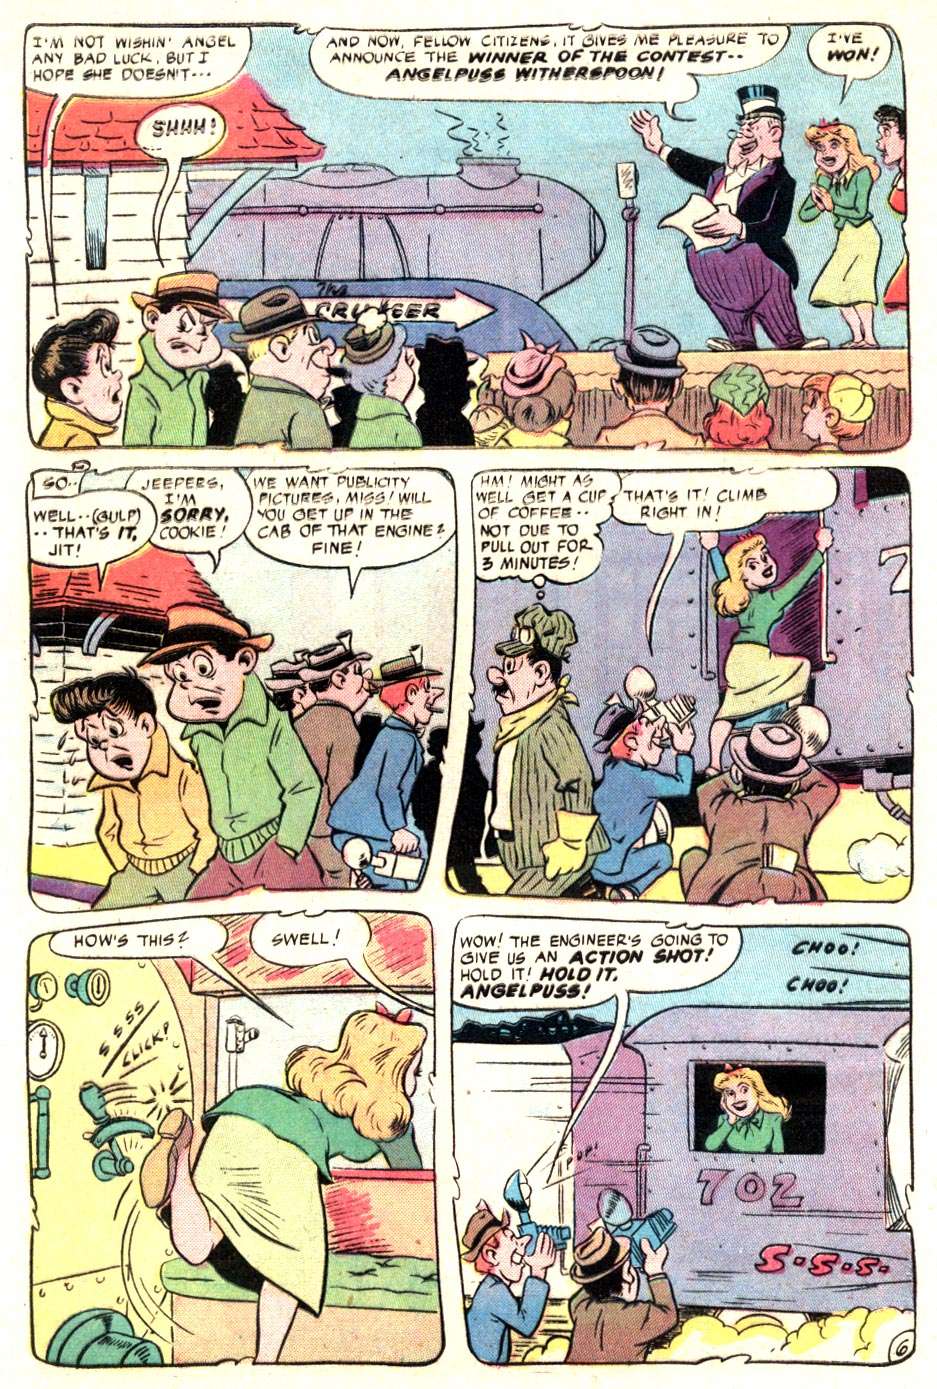 I'M NOT WISHIN' ANGEL
ANY BAD LUCK, BUT I
HOPE SHE DOESN'T---
SHHH!
AND NOW, FELLOW CITIZENS, IT GIVES ME PLEASURE TO
ANNOUNCE THE WINNER OF THE CONTEST--
ANGELPUSS WITHERSPOON!
I'VE
WON!
The
CRUISER
SO--
WELL--(GULP)
--THAT'S IT,
JIT!
JEEPERS,
I'M
SORRY,
COOKIE!
WE WANT PUBLICITY
PICTURES, MISS! WILL
YOU GET UP IN THE
CAB OF THAT ENGINE?
FINE!
HM! MIGHT AS
WELL GET A CUP
OF COFFEE--
NOT DUE TO
PULL OUT FOR
3 MINUTES!
THAT'S IT! CLIMB
RIGHT IN!
7
HOW'S THIS?
SWELL!
SSSS
CLICK!
WOW! THE ENGINEER'S GOING TO
GIVE US AN ACTION SHOT!
HOLD IT! HOLD IT,
ANGELPUSS!
CHOO!
CHOO!
POP!
702
S-S-S-S-
6